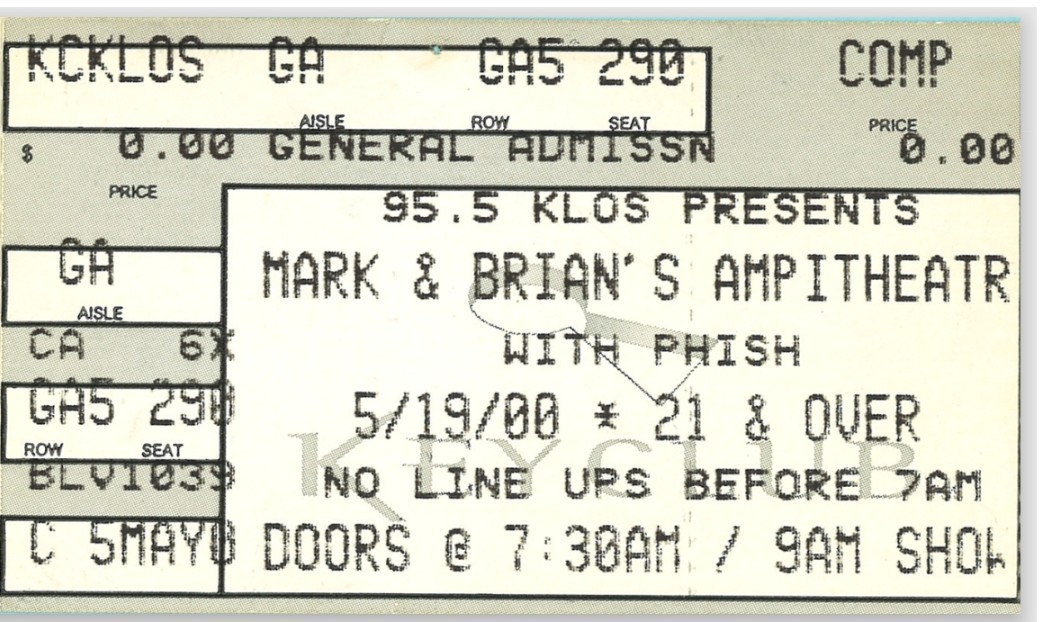 KCKLOS GA GA5 290 COMP
AISLE ROW SEAT PRICE
$ 0.00 GENERAL ADMISSN 0.00
PRICE
95.5 KLOS PRESENTS
GA MARK & BRIAN'S AMPITHEATR
AISLE
CA 6X WITH PHISH
GA5 290 5/19/00 * 21 & OVER
ROW SEAT
KEYCLUB
BLV1039 NO LINE UPS BEFORE 7AM
C 5MAY0 DOORS @ 7:30AM / 9AM SHOW